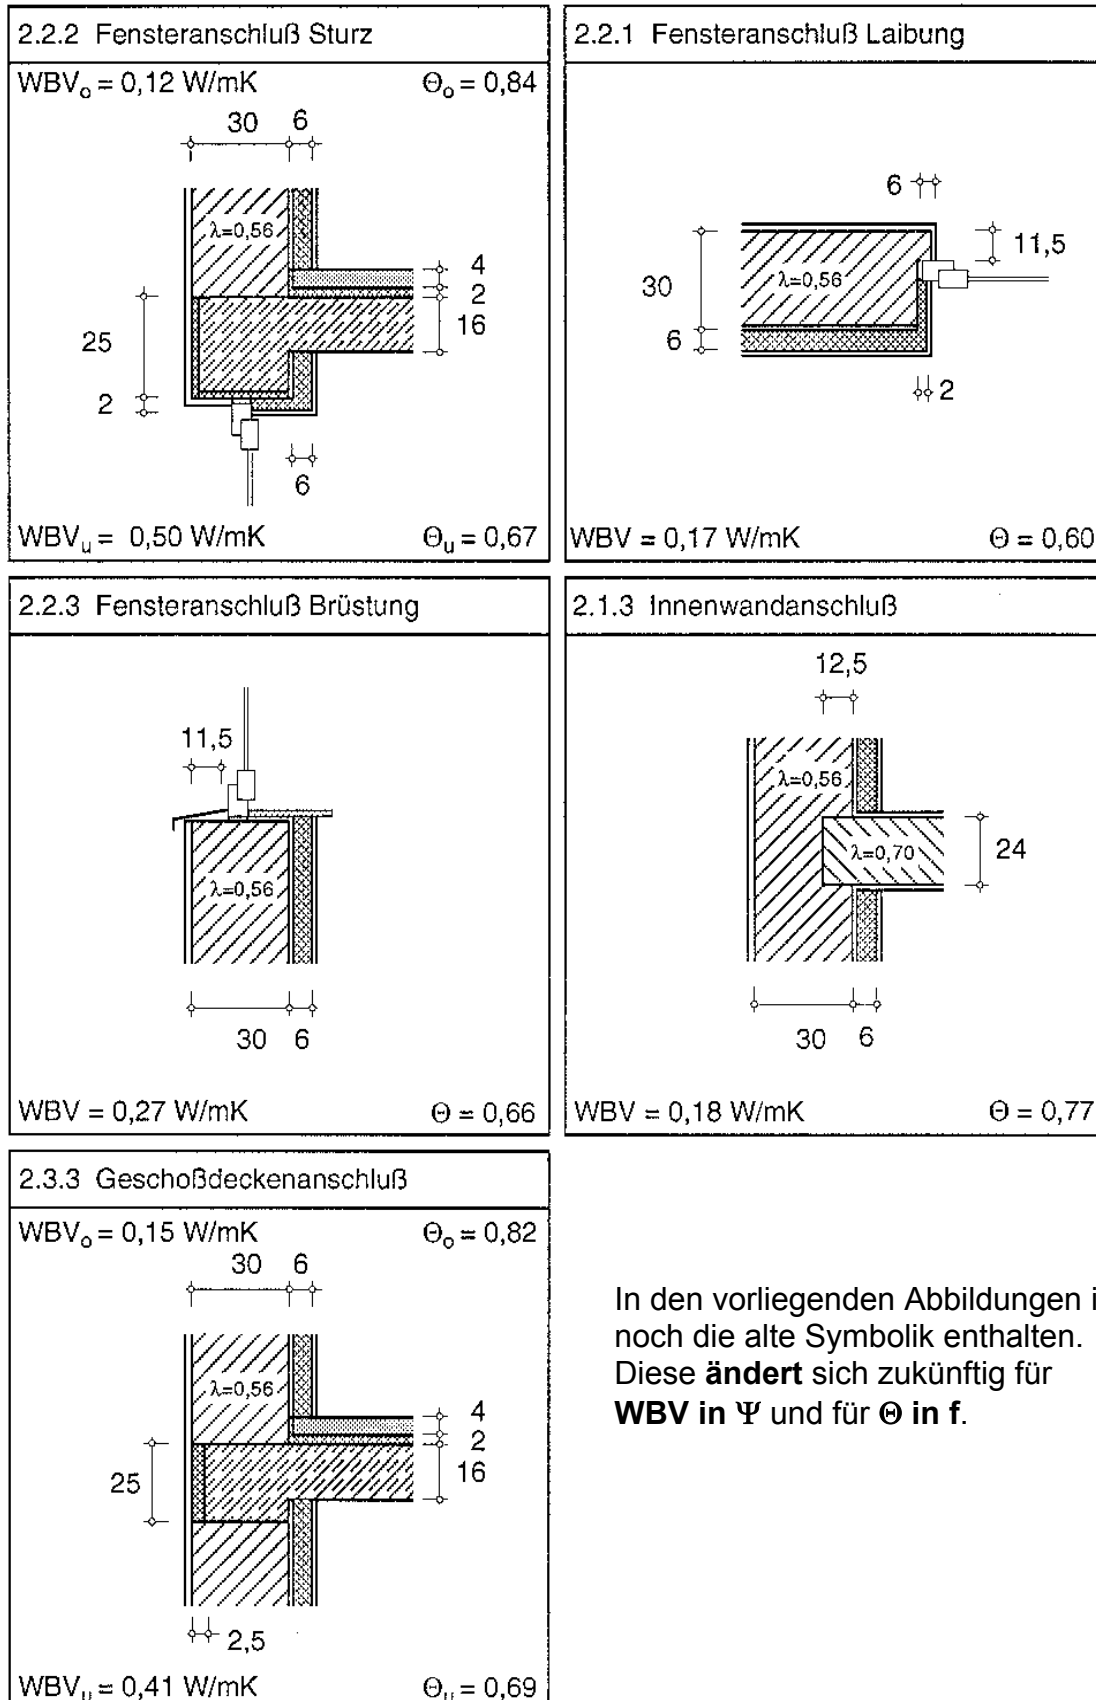 2.2.2 Fensteranschluß Sturz
WBVo = 0,12 W/mK Θo = 0,84
30 6
λ=0,56
4
2
16
25
2
6
WBVu = 0,50 W/mK Θu = 0,67
2.2.1 Fensteranschluß Laibung
6
11,5
30
λ=0,56
6
2
WBV = 0,17 W/mK Θ = 0,60
2.2.3 Fensteranschluß Brüstung
11,5
λ=0,56
30 6
WBV = 0,27 W/mK Θ = 0,66
2.1.3 Innenwandanschluß
12,5
λ=0,56
λ=0,70
24
30 6
WBV = 0,18 W/mK Θ = 0,77
2.3.3 Geschoßdeckenanschluß
WBVo = 0,15 W/mK Θo = 0,82
30 6
λ=0,56
4
2
16
25
2,5
WBVu = 0,41 W/mK Θu = 0,69
In den vorliegenden Abbildungen i
noch die alte Symbolik enthalten.
Diese ändert sich zukünftig für
WBV in Ψ und für Θ in f.